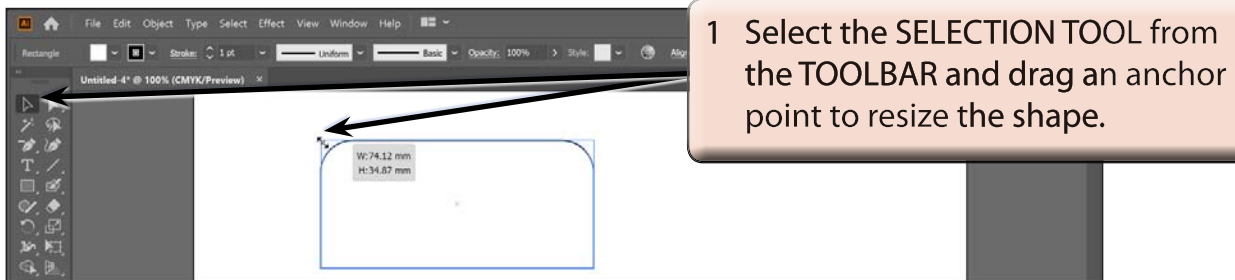 Ai File Edit Object Type Select Effect View Window Help
Rectangle Stroke: 1 pt Uniform Basic Opacity: 100% Style:
Untitled-4* @ 100% (CMYK/Preview) ×
1 Select the SELECTION TOOL from
the TOOLBAR and drag an anchor
point to resize the shape.
W:74.12 mm
H:34.87 mm